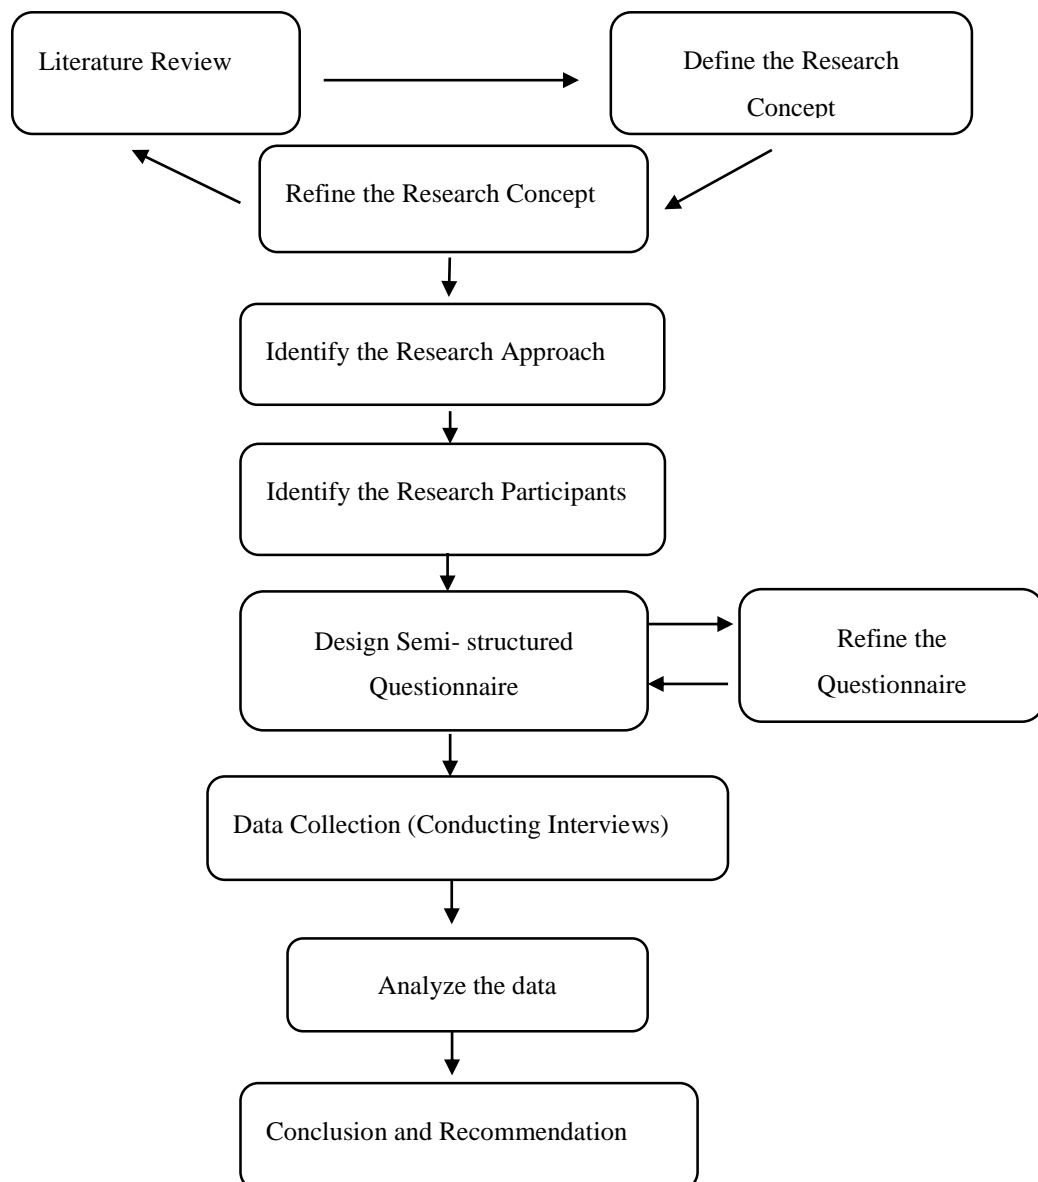 Literature Review
Define the Research
Concept
Refine the Research Concept
Identify the Research Approach
Identify the Research Participants
Design Semi- structured
Questionnaire
Refine the
Questionnaire
Data Collection (Conducting Interviews)
Analyze the data
Conclusion and Recommendation